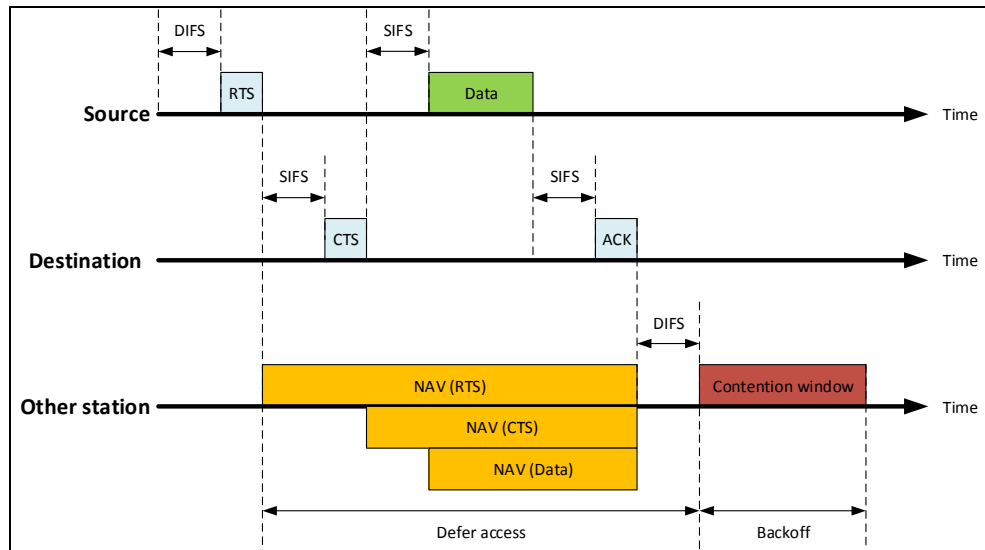 DIFS
SIFS
RTS
Data
Source
Time
SIFS
SIFS
CTS
ACK
Destination
Time
DIFS
NAV (RTS)
Contention window
Other station
Time
NAV (CTS)
NAV (Data)
Defer access
Backoff